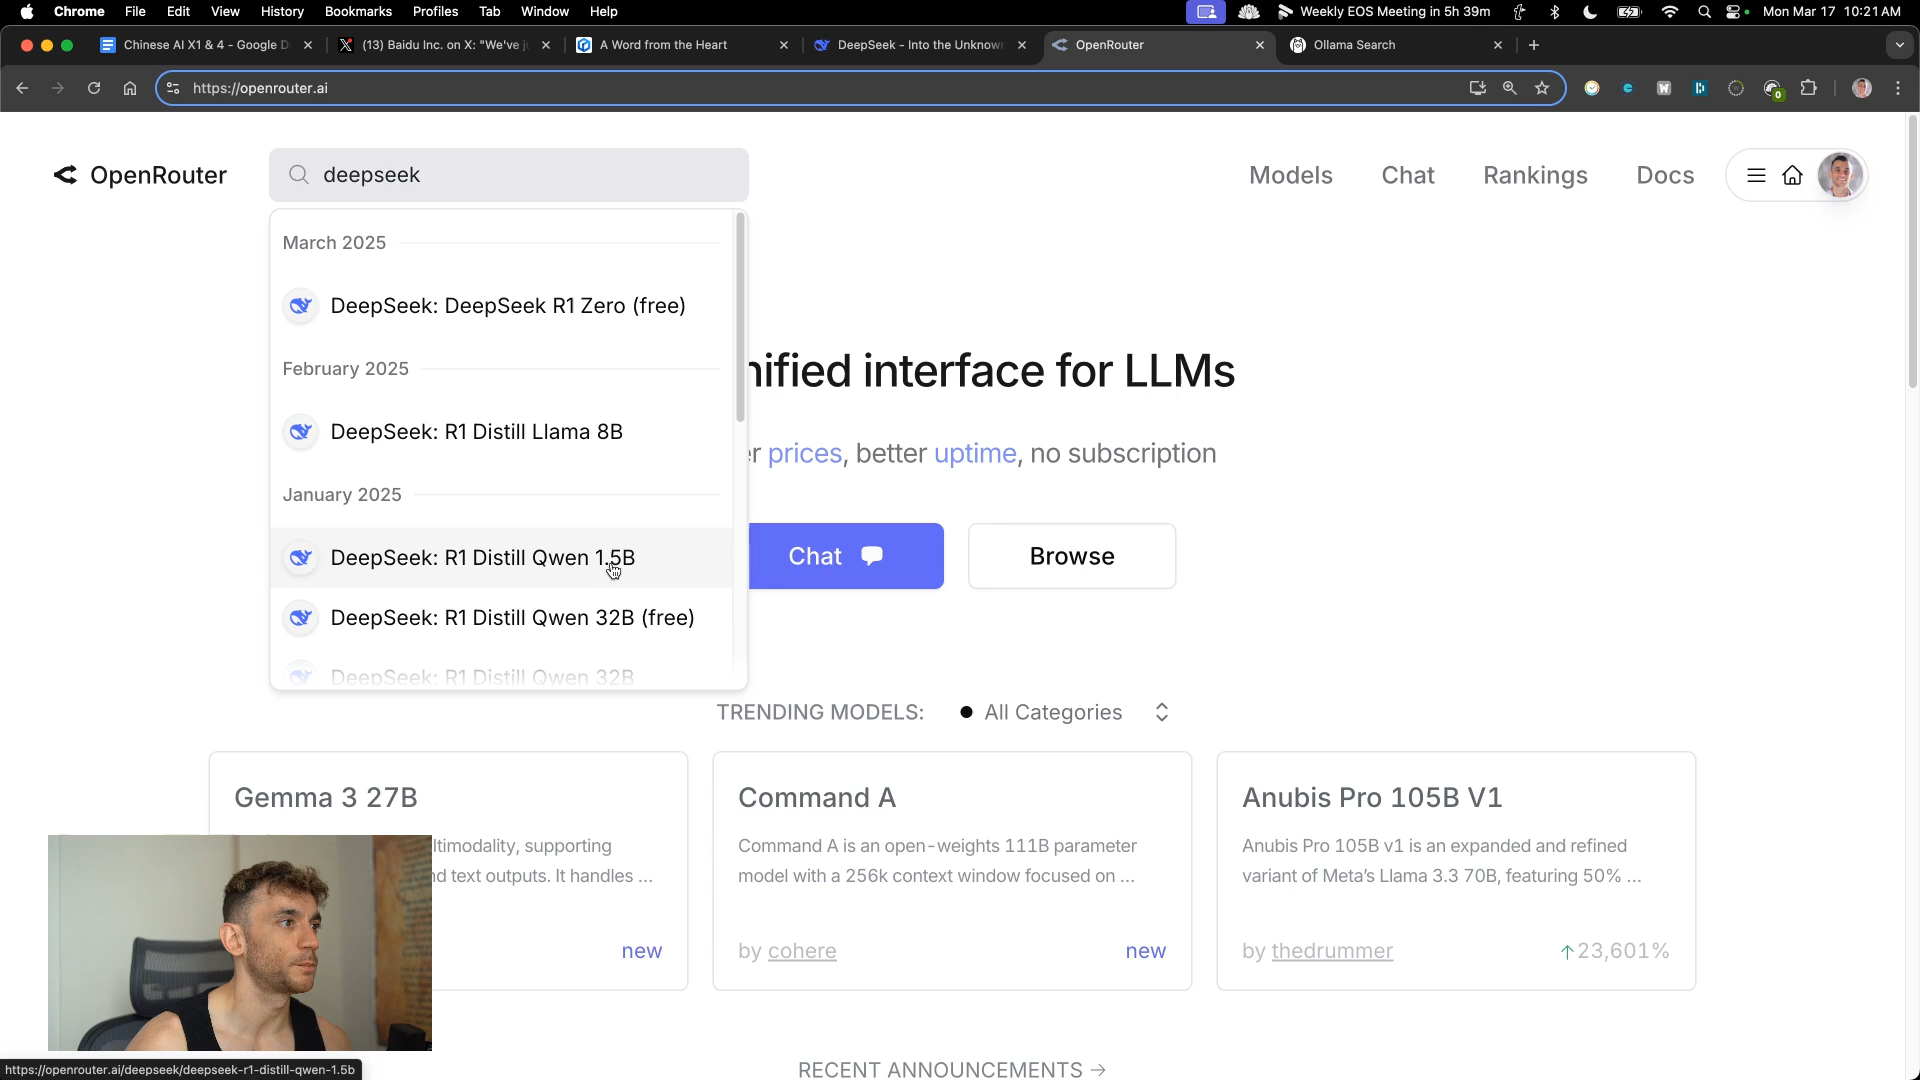 Chrome File Edit View History Bookmarks Profiles Tab Window Help Weekly EOS Meeting in 5h 39m Mon Mar 17 10:21 AM
Chinese AI X1 & 4 - Google D (13) Baidu Inc. on X: "We've ju A Word from the Heart DeepSeek - Into the Unknown OpenRouter Ollama Search
https://openrouter.ai
0
OpenRouter deepseek Models Chat Rankings Docs
March 2025
DeepSeek: DeepSeek R1 Zero (free)
February 2025
nified interface for LLMs
DeepSeek: R1 Distill Llama 8B
er prices, better uptime, no subscription
January 2025
DeepSeek: R1 Distill Qwen 1.5B
Chat Browse
DeepSeek: R1 Distill Qwen 32B (free)
DeepSeek: R1 Distill Qwen 32B
TRENDING MODELS: All Categories
Gemma 3 27B
ltimodality, supporting
nd text outputs. It handles ...
new
Command A
Command A is an open-weights 111B parameter
model with a 256k context window focused on ...
by cohere new
Anubis Pro 105B V1
Anubis Pro 105B v1 is an expanded and refined
variant of Meta's Llama 3.3 70B, featuring 50% ...
by thedrummer ↑23,601%
RECENT ANNOUNCEMENTS →
https://openrouter.ai/deepseek/deepseek-r1-distill-qwen-1.5b